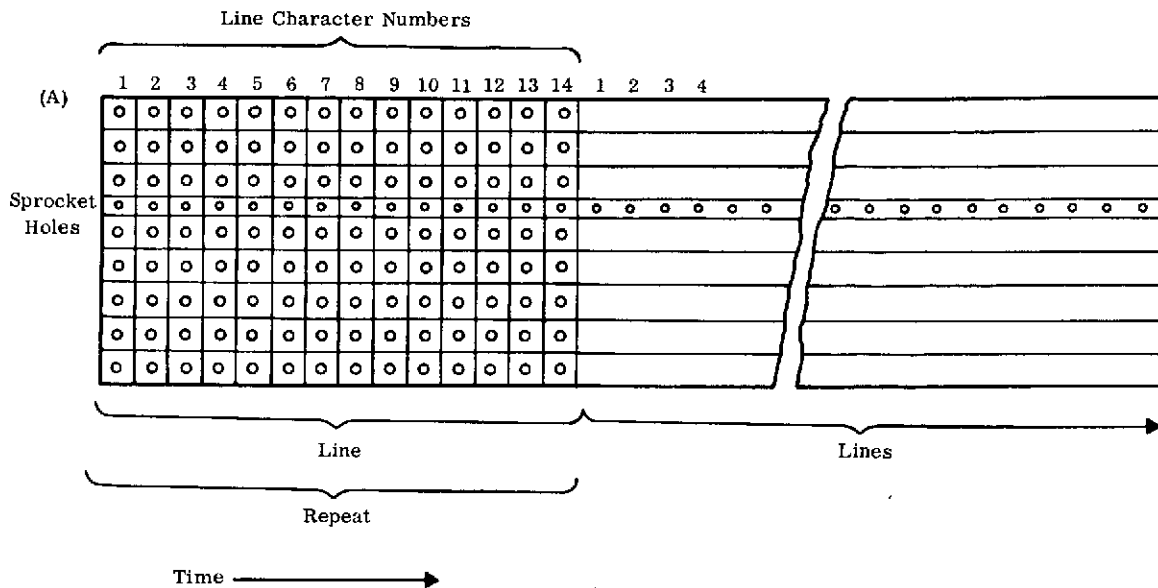 Line Character Numbers
1 2 3 4 5 6 7 8 9 10 11 12 13 14 1 2 3 4
(A)
Sprocket
Holes
Line
Lines
Repeat
Time